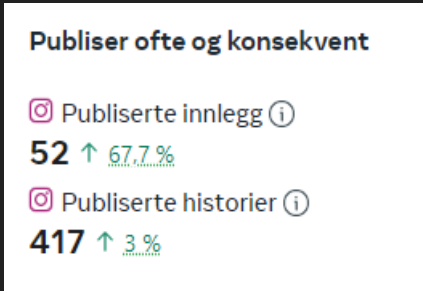 Publiser ofte og konsekvent
Publiserte innlegg
52 ↑ 67,7 %
Publiserte historier
417 ↑ 3 %